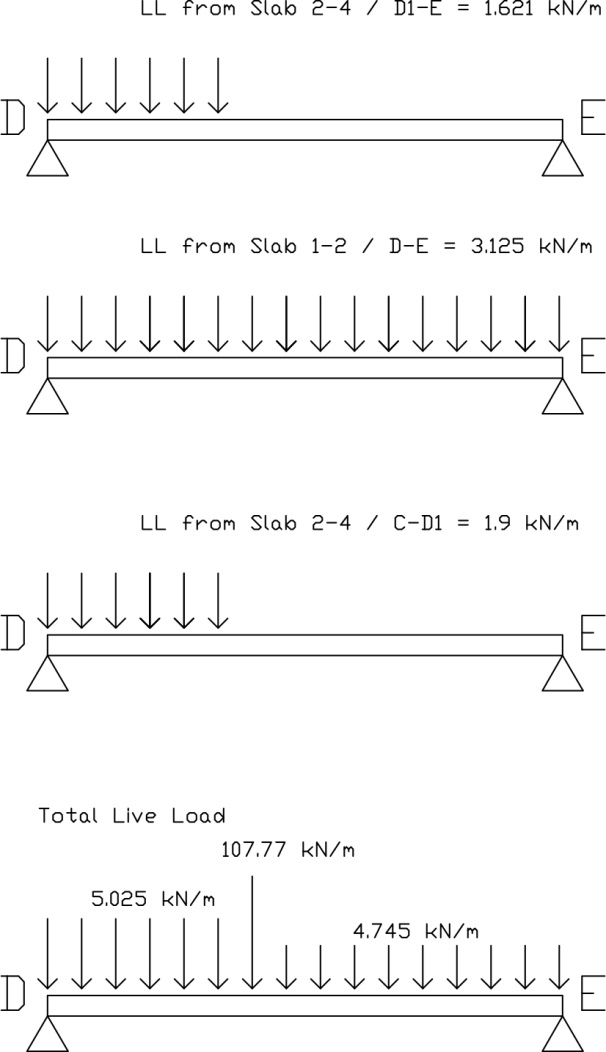 LL from Slab 2-4 / D1-E = 1.621 kN/m
D E
LL from Slab 1-2 / D-E = 3.125 kN/m
D E
LL from Slab 2-4 / C-D1 = 1.9 kN/m
D E
Total Live Load
107.77 kN/m
5.025 kN/m
4.745 kN/m
D E